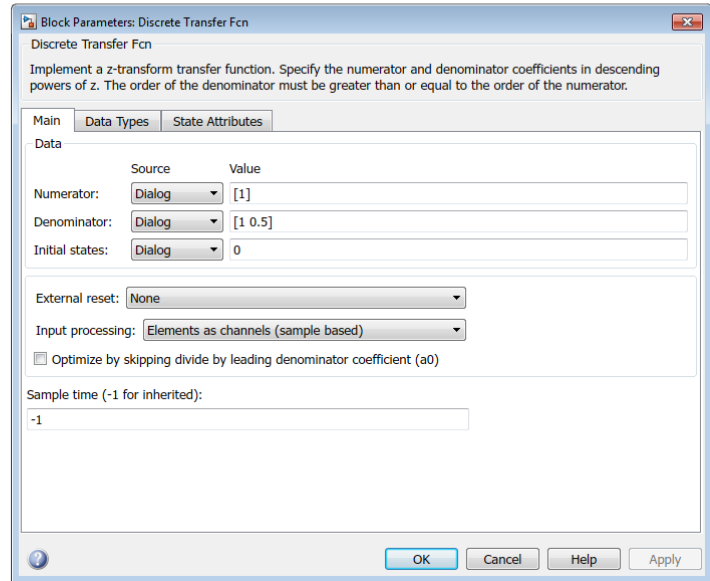 Block Parameters: Discrete Transfer Fcn
Discrete Transfer Fcn
Implement a z-transform transfer function. Specify the numerator and denominator coefficients in descending
powers of z. The order of the denominator must be greater than or equal to the order of the numerator.
Main Data Types State Attributes
Data
Source Value
Numerator: Dialog [1]
Denominator: Dialog [1 0.5]
Initial states: Dialog 0
External reset: None
Input processing: Elements as channels (sample based)
Optimize by skipping divide by leading denominator coefficient (a0)
Sample time (-1 for inherited):
-1
? OK Cancel Help Apply